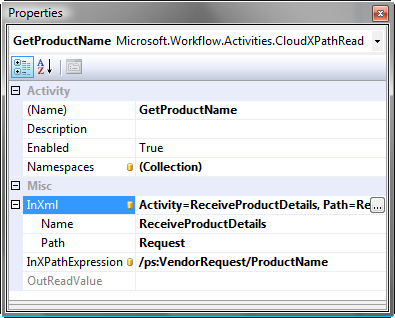 Properties
GetProductName Microsoft.Workflow.Activities.CloudXPathRead
Activity
(Name) GetProductName
Description
Enabled True
Namespaces (Collection)
Misc
InXml Activity=ReceiveProductDetails, Path=Re ...
Name ReceiveProductDetails
Path Request
InXPathExpression /ps:VendorRequest/ProductName
OutReadValue